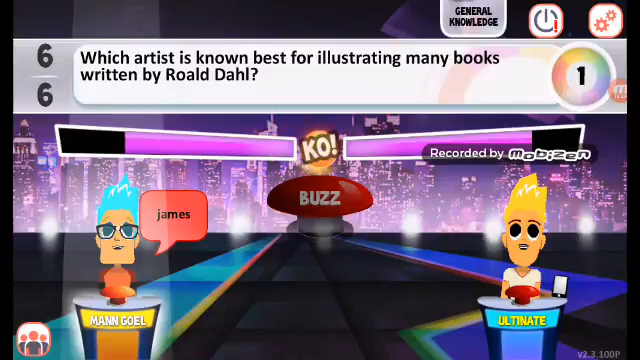 GENERAL
KNOWLEDGE
6
6
Which artist is known best for illustrating many books
written by Roald Dahl?
1
KO!
Recorded by mobizen
BUZZ
james
MANN GOEL
ULTINATE
v2.3.100P